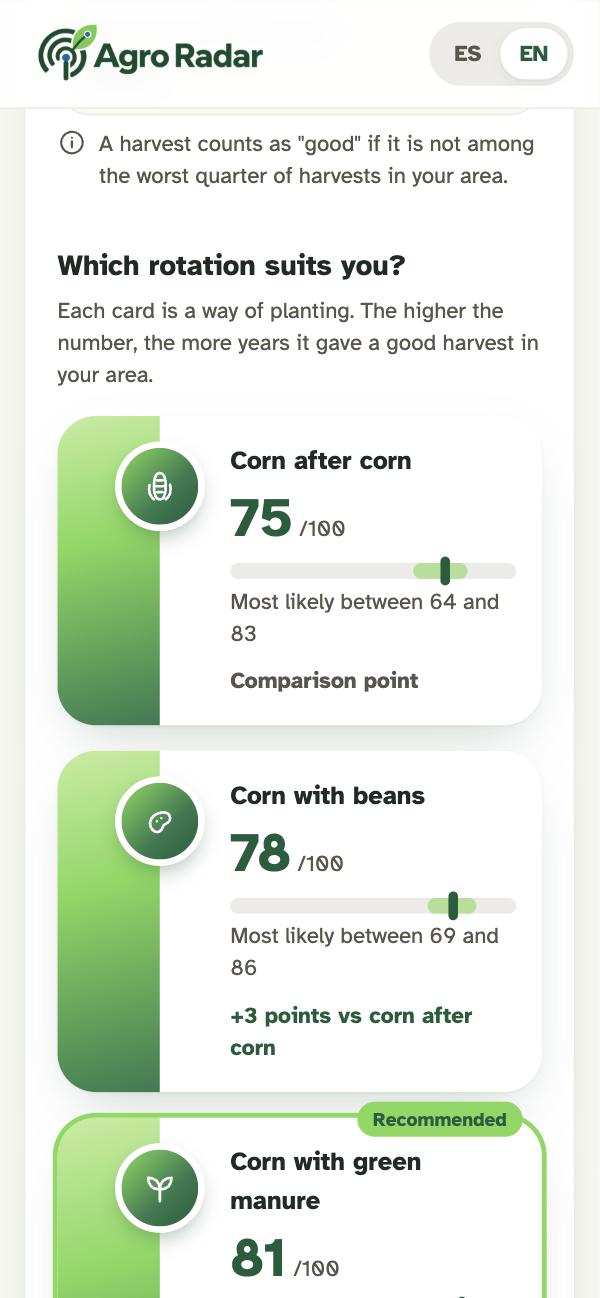 Agro Radar
ES EN
A harvest counts as "good" if it is not among
the worst quarter of harvests in your area.
Which rotation suits you?
Each card is a way of planting. The higher the
number, the more years it gave a good harvest in
your area.
Corn after corn
75 /100
Most likely between 64 and
83
Comparison point
Corn with beans
78 /100
Most likely between 69 and
86
+3 points vs corn after
corn
Recommended
Corn with green
manure
81 /100